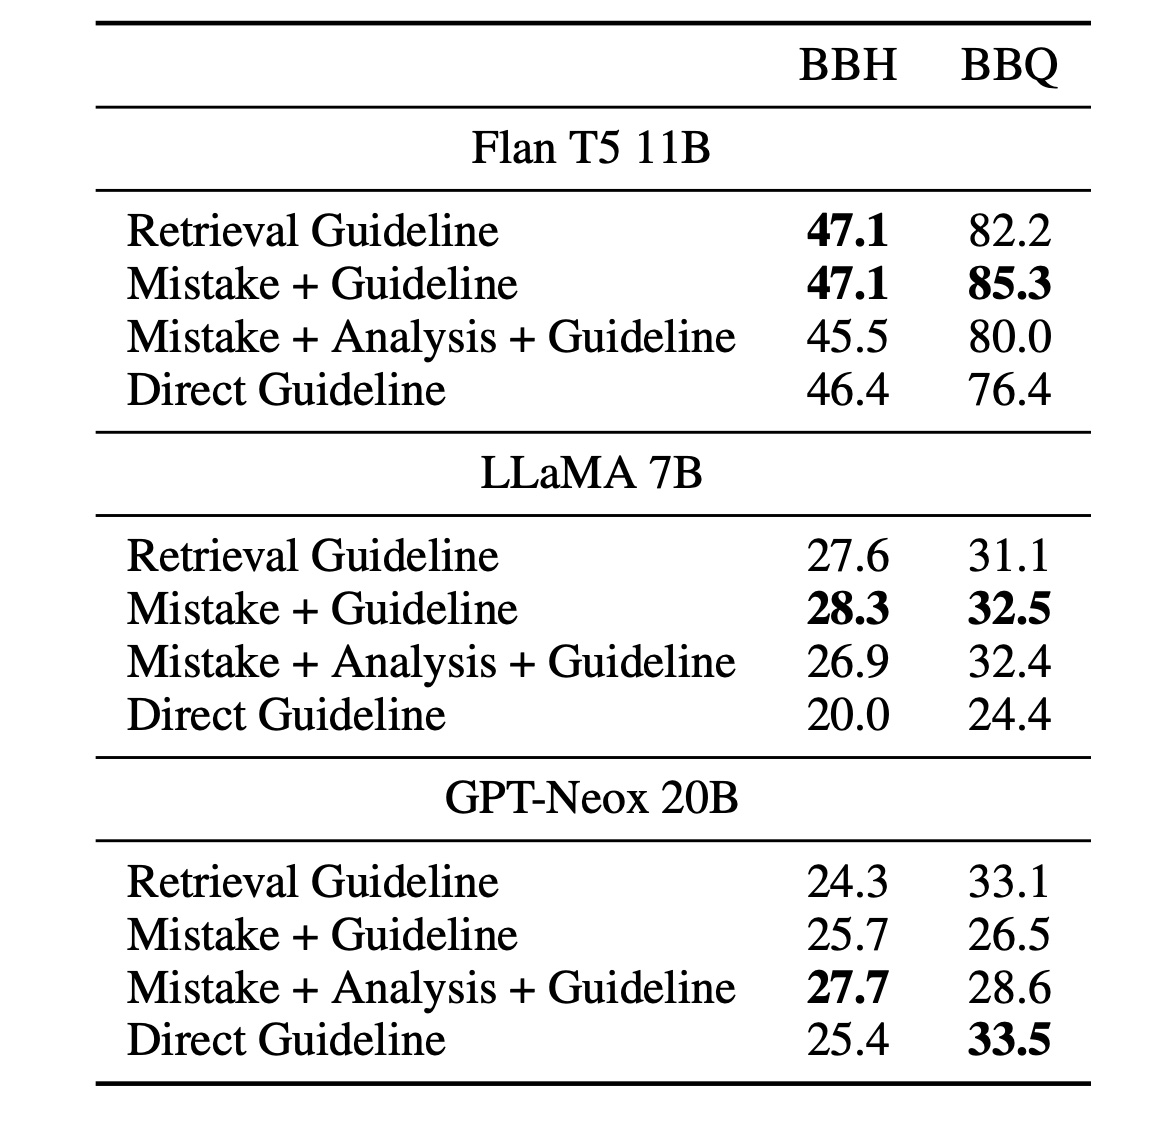 BBH BBQ
Flan T5 11B
Retrieval Guideline 47.1 82.2
Mistake + Guideline 47.1 85.3
Mistake + Analysis + Guideline 45.5 80.0
Direct Guideline 46.4 76.4
LLaMA 7B
Retrieval Guideline 27.6 31.1
Mistake + Guideline 28.3 32.5
Mistake + Analysis + Guideline 26.9 32.4
Direct Guideline 20.0 24.4
GPT-Neox 20B
Retrieval Guideline 24.3 33.1
Mistake + Guideline 25.7 26.5
Mistake + Analysis + Guideline 27.7 28.6
Direct Guideline 25.4 33.5